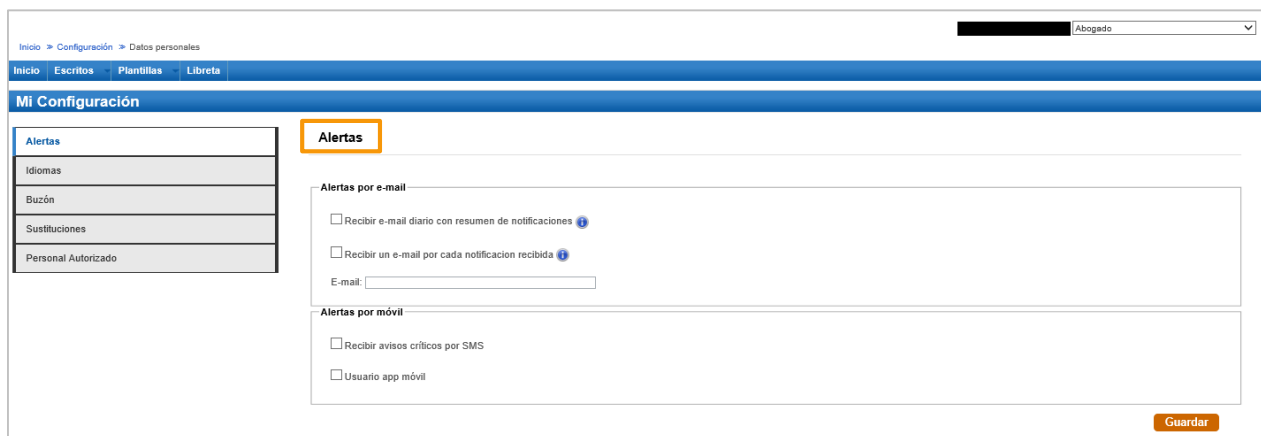 Abogado
Inicio » Configuración » Datos personales
Inicio Escritos Plantillas Libreta
Mi Configuración
Alertas
Idiomas
Buzón
Sustituciones
Personal Autorizado
Alertas
Alertas por e-mail
Recibir e-mail diario con resumen de notificaciones
Recibir un e-mail por cada notificacion recibida
E-mail:
Alertas por móvil
Recibir avisos críticos por SMS
Usuario app móvil
Guardar